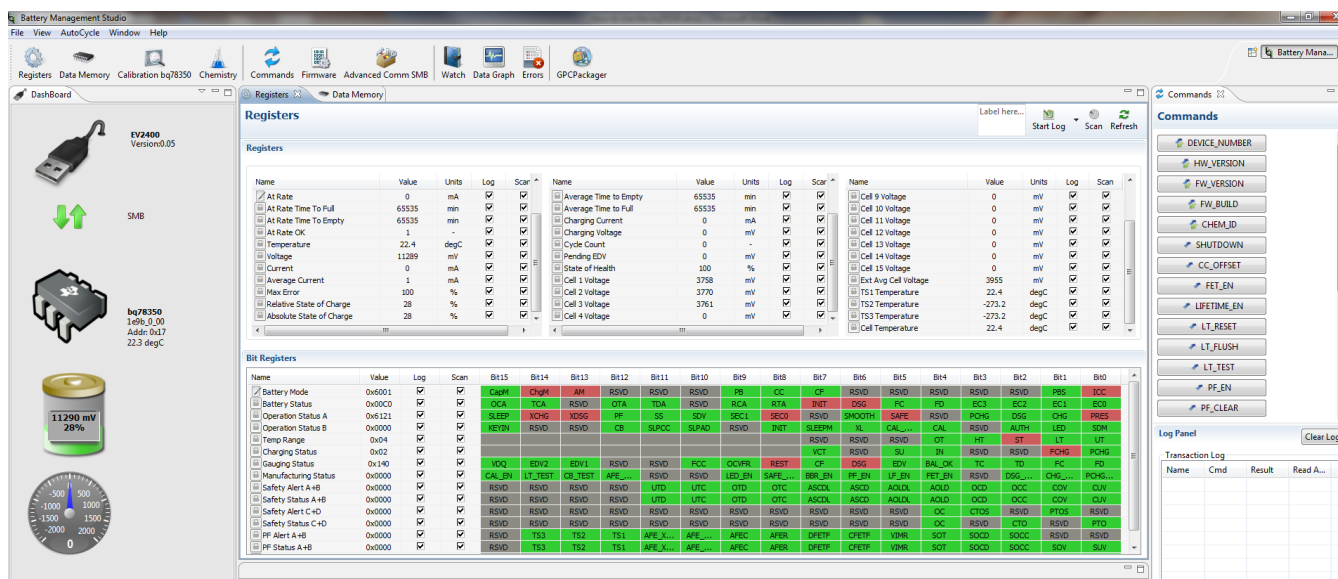 Battery Management Studio
File View AutoCycle Window Help
Registers Data Memory Calibration bq78350 Chemistry Commands Firmware Advanced Comm SMB Watch Data Graph Errors GPCPackager
Battery Mana...
DashBoard
EV2400
Version:0.05
SMB
bq78350
1e9b_0_00
Addr: 0x17
22.3 degC
11290 mV
28%
-500 500
-1000 1000
-1500 1500
-2000 2000
0
Registers Data Memory
Registers
Label here...
Start Log Scan Refresh
Registers
Name Value Units Log Scar
At Rate 0 mA
At Rate Time To Full 65535 min
At Rate Time To Empty 65535 min
At Rate OK 1 -
Temperature 22.4 degC
Voltage 11289 mV
Current 0 mA
Average Current 1 mA
Max Error 100 %
Relative State of Charge 28 %
Absolute State of Charge 28 %
Name Value Units Log Scar
Average Time to Empty 65535 min
Average Time to Full 65535 min
Charging Current 0 mA
Charging Voltage 0 mV
Cycle Count 0 -
Pending EDV 0 mV
State of Health 100 %
Cell 1 Voltage 3758 mV
Cell 2 Voltage 3770 mV
Cell 3 Voltage 3761 mV
Cell 4 Voltage 0 mV
Name Value Units Log Scan
Cell 9 Voltage 0 mV
Cell 10 Voltage 0 mV
Cell 11 Voltage 0 mV
Cell 12 Voltage 0 mV
Cell 13 Voltage 0 mV
Cell 14 Voltage 0 mV
Cell 15 Voltage 0 mV
Ext Avg Cell Voltage 3955 mV
TS1 Temperature 22.4 degC
TS2 Temperature -273.2 degC
TS3 Temperature -273.2 degC
Cell Temperature 22.4 degC
Bit Registers
Name Value Log Scan Bit15 Bit14 Bit13 Bit12 Bit11 Bit10 Bit9 Bit8 Bit7 Bit6 Bit5 Bit4 Bit3 Bit2 Bit1 Bit0
Battery Mode 0x6001 CapM ChgM AM RSVD RSVD RSVD PB CC CF RSVD RSVD RSVD RSVD RSVD PBS ICC
Battery Status 0x00C0 OCA TCA RSVD OTA TDA RSVD RCA RTA INIT DSG FC FD EC3 EC2 EC1 EC0
Operation Status A 0x6121 SLEEP XCHG XDSG PF SS SDV SEC1 SEC0 RSVD SMOOTH SAFE RSVD PCHG DSG CHG PRES
Operation Status B 0x0000 KEYIN RSVD RSVD CB SLPCC SLPAD RSVD INIT SLEEPM XL CAL_... CAL RSVD AUTH LED SDM
Temp Range 0x04 RSVD RSVD RSVD OT HT ST LT UT
Charging Status 0x02 VCT RSVD SU IN RSVD RSVD FCHG PCHG
Gauging Status 0x140 VDQ EDV2 EDV1 RSVD RSVD FCC OCVFR REST CF DSG EDV BAL_OK TC TD FC FD
Manufacturing Status 0x0000 CAL_EN LT_TEST CB_TEST AFE_... RSVD RSVD LED_EN SAFE_... BBR_EN PF_EN LF_EN FET_EN RSVD DSG_... CHG_... PCHG...
Safety Alert A+B 0x0000 RSVD RSVD RSVD RSVD UTD UTC OTD OTC ASCDL ASCD AOLDL AOLD OCD OCC COV CUV
Safety Status A+B 0x0000 RSVD RSVD RSVD RSVD UTD UTC OTD OTC ASCDL ASCD AOLDL AOLD OCD OCC COV CUV
Safety Alert C+D 0x0000 RSVD RSVD RSVD RSVD RSVD RSVD RSVD RSVD RSVD RSVD RSVD OC CTOS RSVD PTOS RSVD
Safety Status C+D 0x0000 RSVD RSVD RSVD RSVD RSVD RSVD RSVD RSVD RSVD RSVD RSVD OC RSVD CTO RSVD PTO
PF Alert A+B 0x0000 RSVD TS3 TS2 TS1 AFE_X... AFE_... AFEC AFER DFETF CFETF VIMR SOT SOCD SOCC RSVD RSVD
PF Status A+B 0x0000 RSVD TS3 TS2 TS1 AFE_X... AFE_... AFEC AFER DFETF CFETF VIMR SOT SOCD SOCC SOV SUV
Commands
Commands
DEVICE_NUMBER
HW_VERSION
FW_VERSION
FW_BUILD
CHEM_ID
SHUTDOWN
CC_OFFSET
FET_EN
LIFETIME_EN
LT_RESET
LT_FLUSH
LT_TEST
PF_EN
PF_CLEAR
Log Panel
Clear Log
Transaction Log
Name Cmd Result Read A...